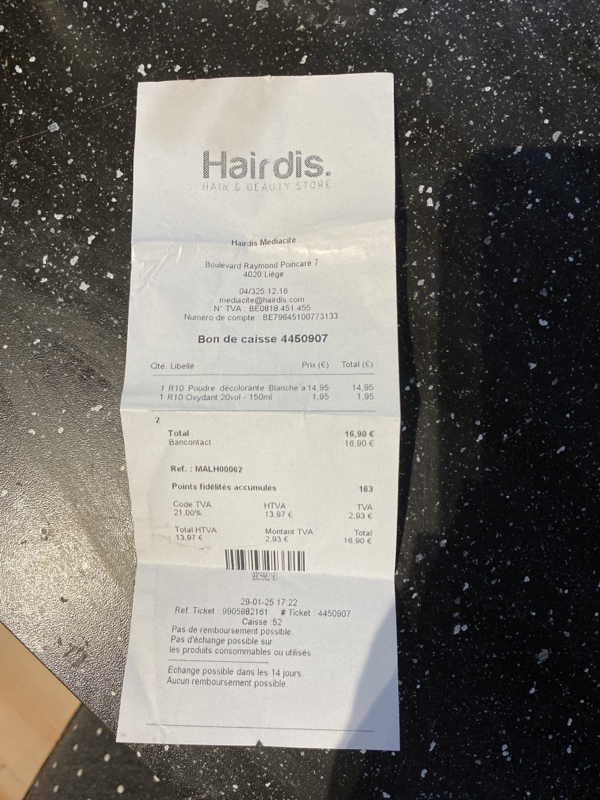 Hairdis.
HAIR & BEAUTY STORE
Hairdis Mediacité
Boulevard Raymond Poincaré 7
4020 Liège
04/325.12.16
mediacite@hairdis.com
N° TVA : BE0818.451.455
Numéro de compte : BE79645100773133
Bon de caisse 4450907
Qté Libellé Prix (€) Total (€)
1 R10 Poudre décolorante Blanche a 14,95 14,95
1 R10 Oxydant 20vol - 150ml 1,95 1,95
2
Total 16,90 €
Bancontact 16,90 €
Ref. : MALH00062
Points fidélités accumulés 163
Code TVA HTVA TVA
21.00% 13.97 € 2,93 €
Total HTVA Montant TVA Total
13.97 € 2,93 € 16.90 €
9905982161
29-01-25 17:22
Ref. Ticket : 9905982161 # Ticket : 4450907
Caisse :52
Pas de remboursement possible.
Pas d'échange possible sur
les produits consommables ou utilisés.
Echange possible dans les 14 jours.
Aucun remboursement possible.